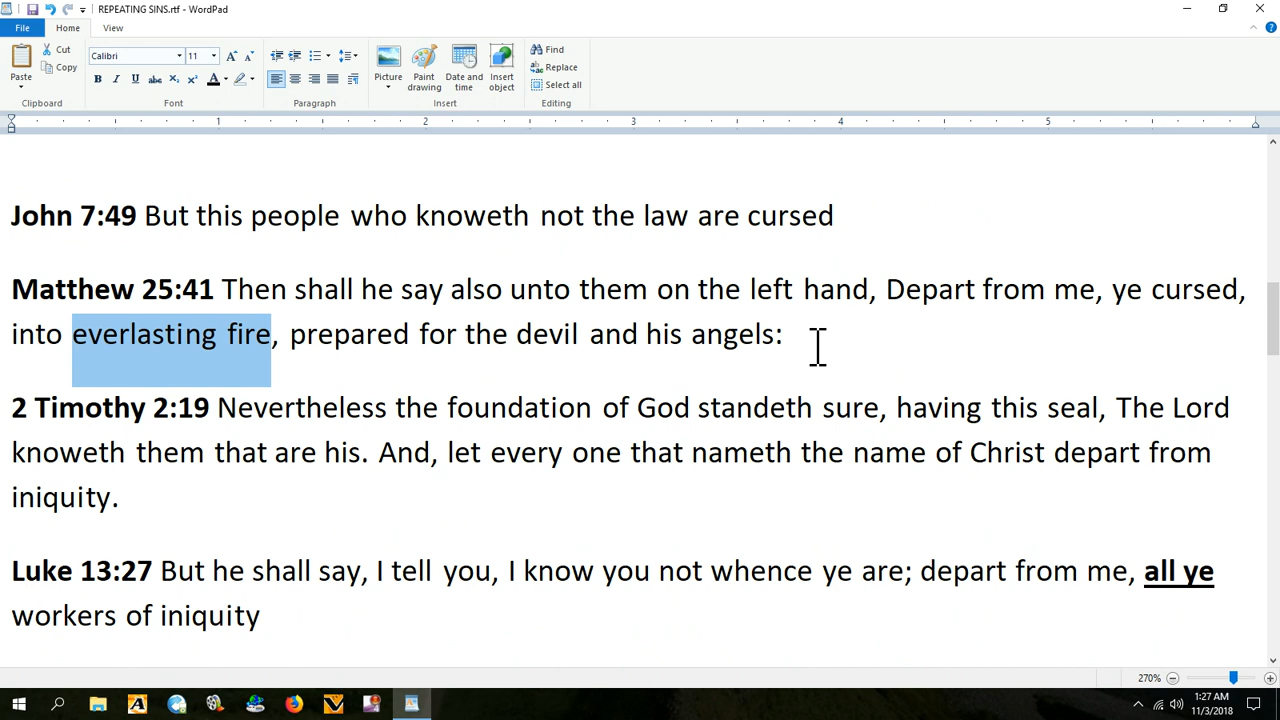 REPEATING SINS.rtf - WordPad
File Home View
Paste
Cut
Copy
Clipboard
Calibri 11
Font
Paragraph
Picture
Paint drawing
Date and time
Insert object
Insert
Find
Replace
Select all
Editing
1 2 3 4 5
John 7:49 But this people who knoweth not the law are cursed
Matthew 25:41 Then shall he say also unto them on the left hand, Depart from me, ye cursed,
into everlasting fire, prepared for the devil and his angels:
2 Timothy 2:19 Nevertheless the foundation of God standeth sure, having this seal, The Lord
knoweth them that are his. And, let every one that nameth the name of Christ depart from
iniquity.
Luke 13:27 But he shall say, I tell you, I know you not whence ye are; depart from me, all ye
workers of iniquity
270%
1:27 AM
11/3/2018